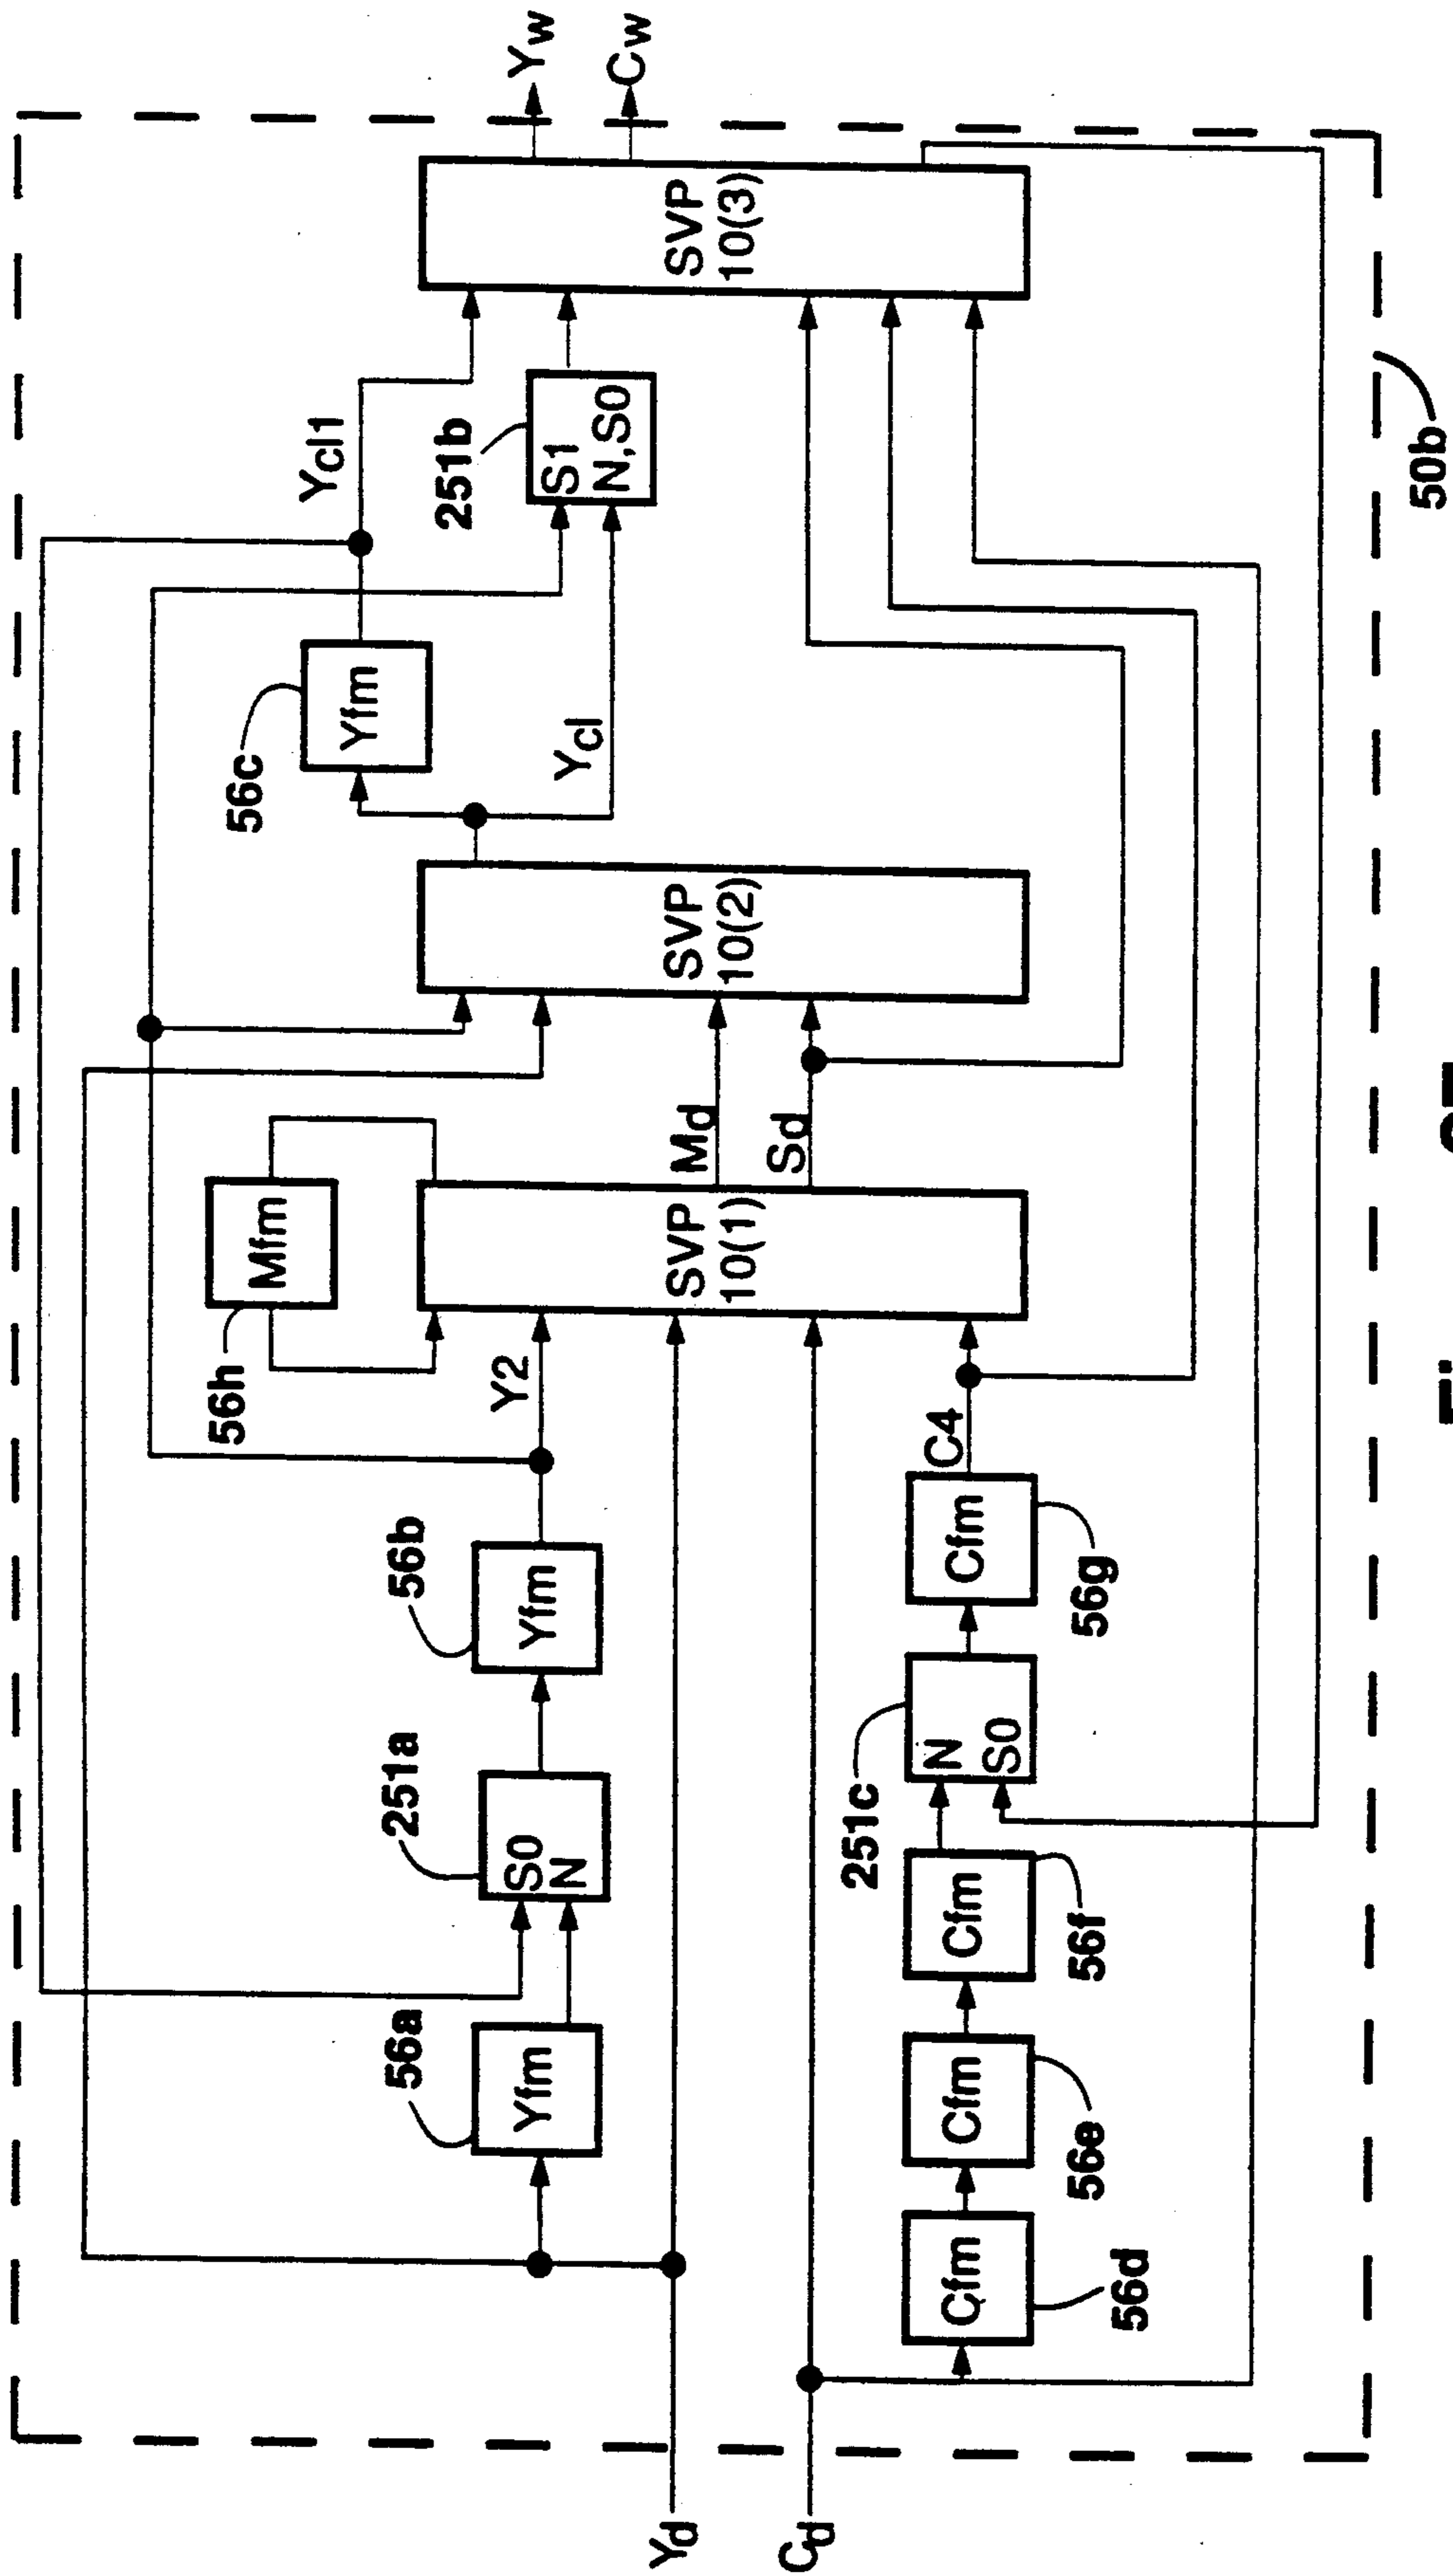 Yd
Cd
56a
Yfm
251a
S0
N
56b
Yfm
Y2
56h
Mfm
SVP
10(1)
Md
Sd
SVP
10(2)
56c
Yfm
Ycl
Ycl1
251b
S1
N, S0
SVP
10(3)
Yw
Cw
Cfm
56d
Cfm
56e
Cfm
56f
251c
N
S0
Cfm
56g
C4
50b